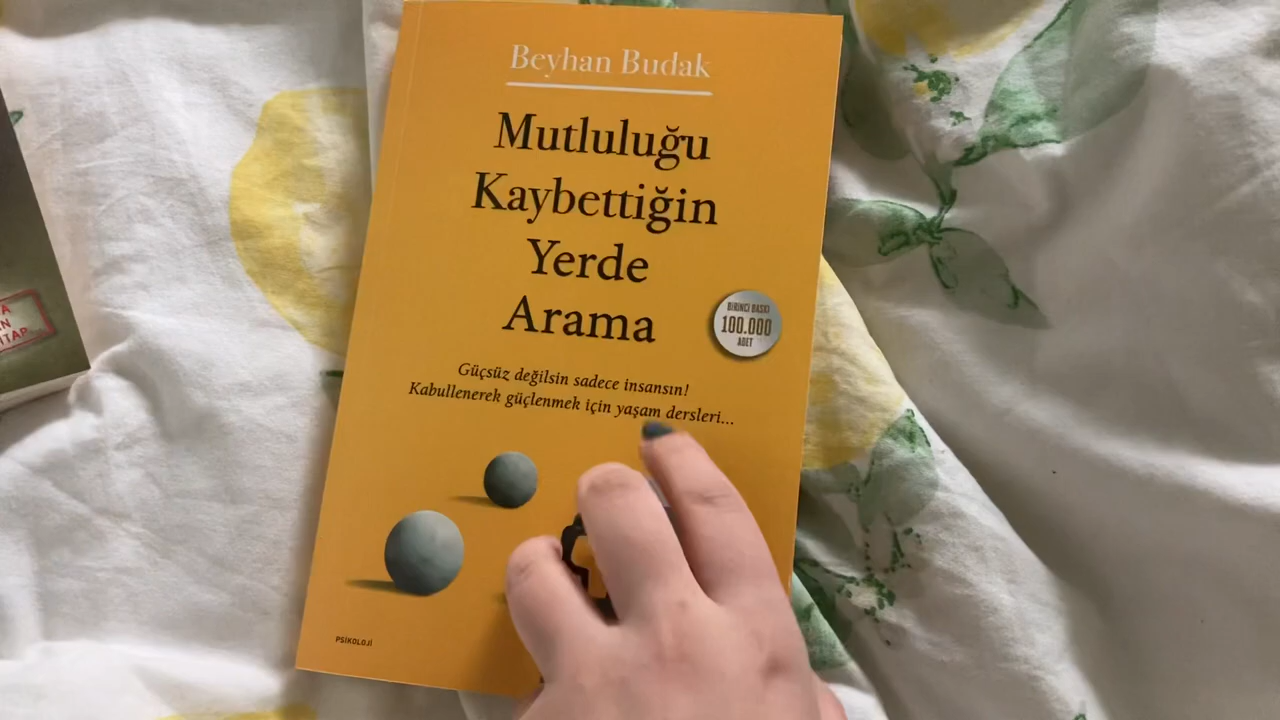 Beyhan Budak
Mutluluğu
Kaybettiğin
Yerde
Arama
BİRİNCİ BASKI
100.000
ADET
Güçsüz değilsin sadece insansın!
Kabullenerek güçlenmek için yaşam dersleri...
PSİKOLOJİ